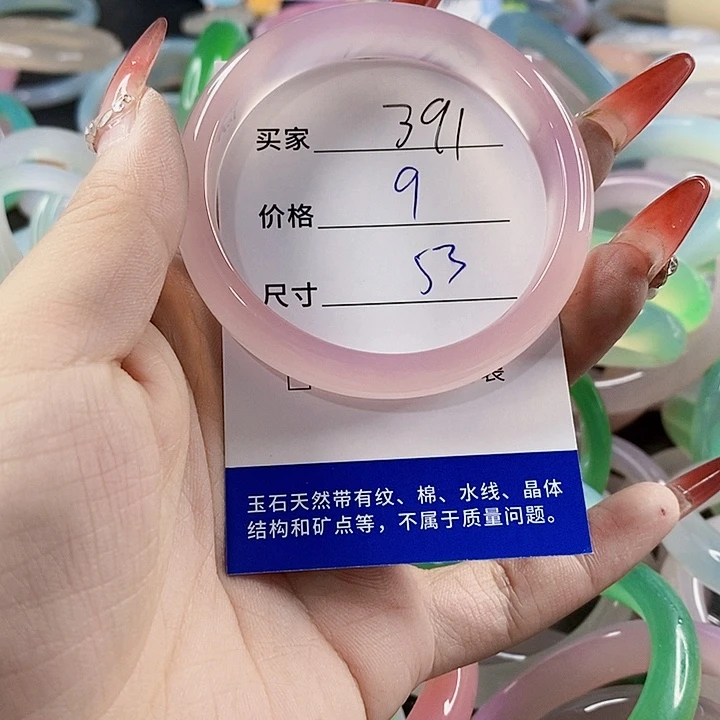 买家 391
价格 9
尺寸 53
玉石天然带有纹、棉、水线、晶体
结构和矿点等，不属于质量问题。